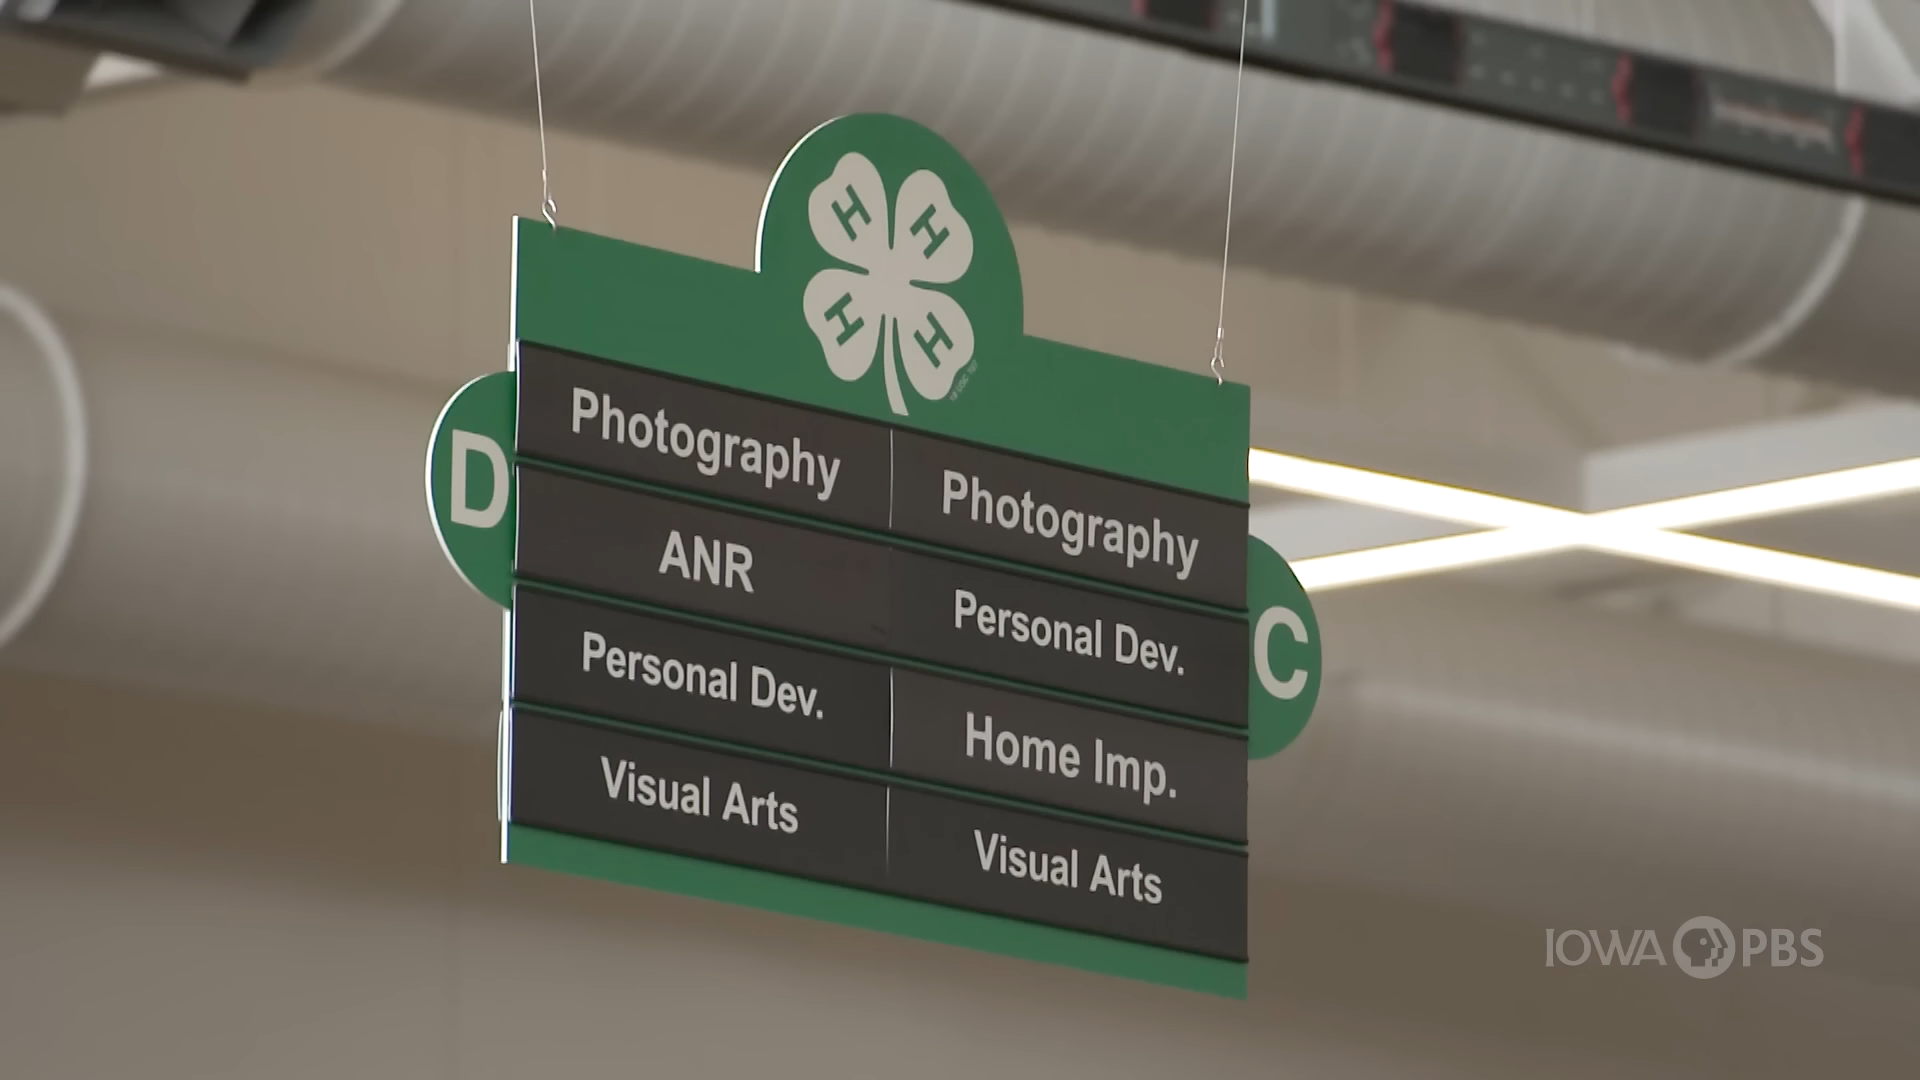 H H
H H
D
Photography Photography
ANR Personal Dev.
C
Personal Dev. Home Imp.
Visual Arts Visual Arts
IOWA PBS